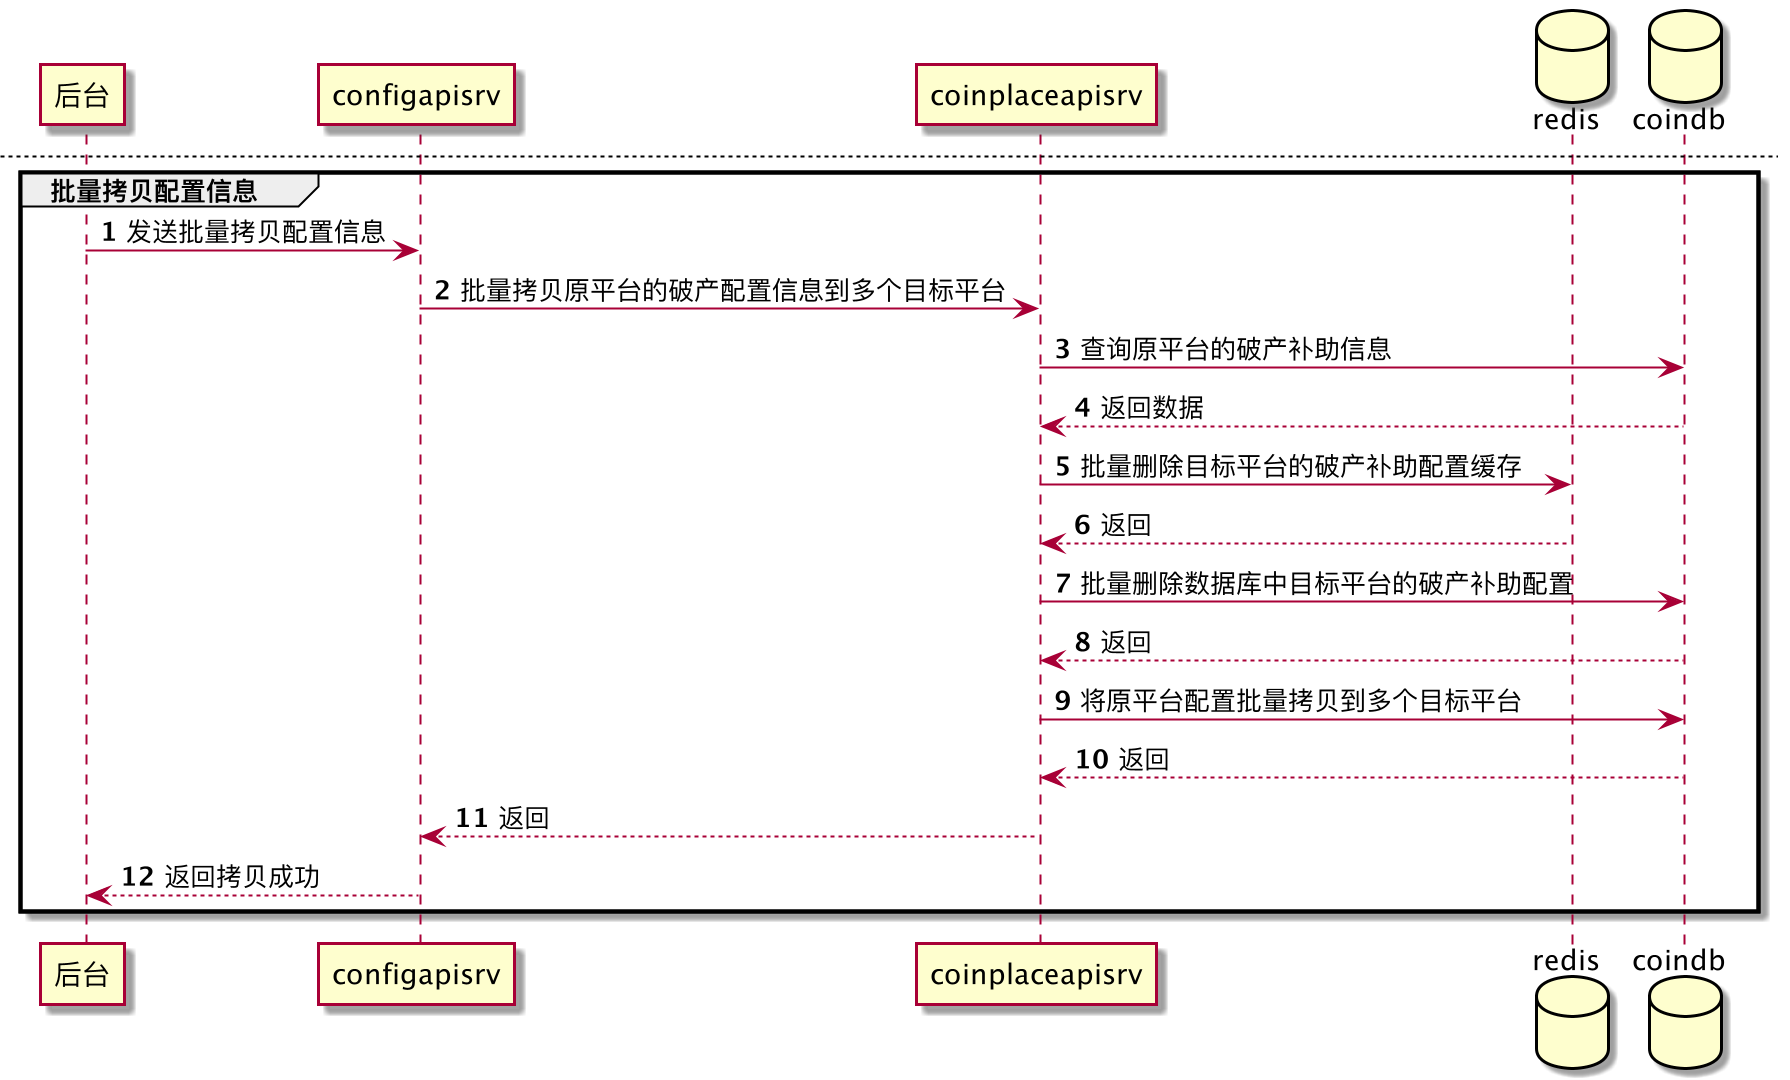 后台
configapisrv
coinplaceapisrv
redis
coindb
批量拷贝配置信息
1 发送批量拷贝配置信息
2 批量拷贝原平台的破产配置信息到多个目标平台
3 查询原平台的破产补助信息
4 返回数据
5 批量删除目标平台的破产补助配置缓存
6 返回
7 批量删除数据库中目标平台的破产补助配置
8 返回
9 将原平台配置批量拷贝到多个目标平台
10 返回
11 返回
12 返回拷贝成功
后台
configapisrv
coinplaceapisrv
redis
coindb